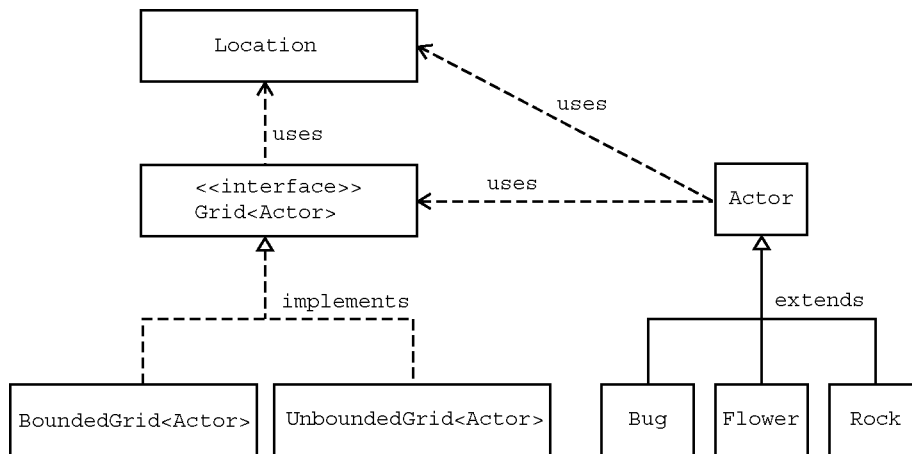 Location
uses
uses
<<interface>>
Grid<Actor>
uses
Actor
implements
extends
BoundedGrid<Actor>
UnboundedGrid<Actor>
Bug
Flower
Rock